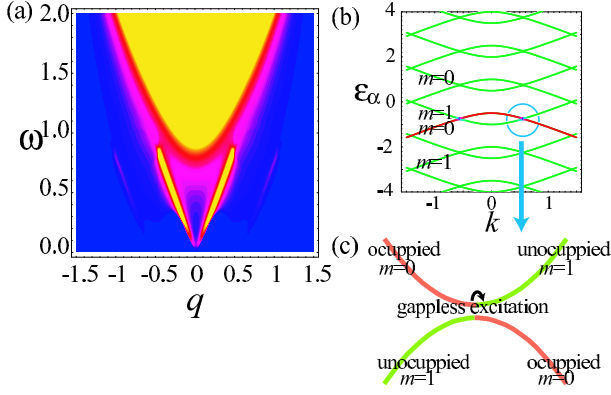 (a)
2.0
1.5
1.0
0.5
0.0
ω
-1.5 -1 -0.5 0 0.5 1 1.5
q
(b)
4
2
0
-2
-4
εα
m=0
m=1
m=0
m=1
-1 0 1
k
(c)
ocuppied
m=0
unocuppied
m=1
gapless excitation
unocuppied
m=1
ocuppied
m=0